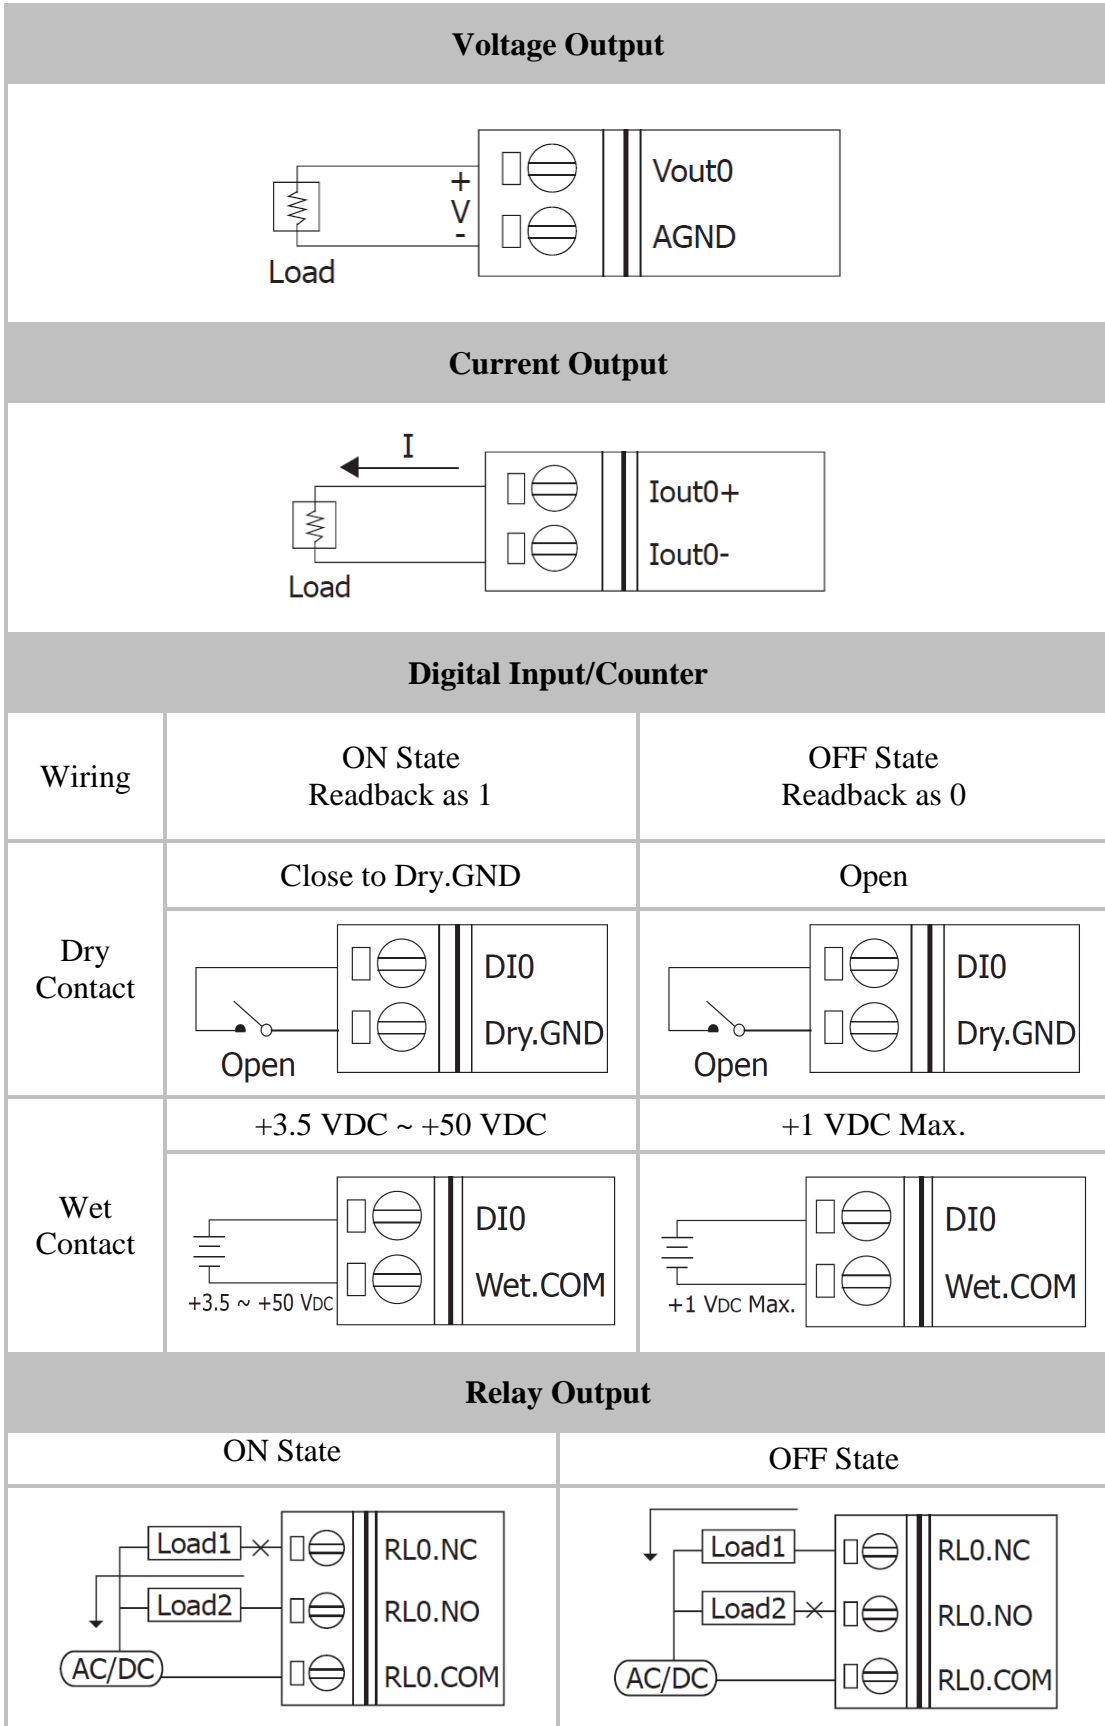 Voltage Output
+
V
-
Load
Vout0
AGND
Current Output
I
Load
Iout0+
Iout0-
Digital Input/Counter
Wiring
ON State
Readback as 1
OFF State
Readback as 0
Dry
Contact
Close to Dry.GND
Open
Open
DI0
Dry.GND
Open
DI0
Dry.GND
Wet
Contact
+3.5 VDC ~ +50 VDC
+1 VDC Max.
+3.5 ~ +50 VDC
DI0
Wet.COM
+1 VDC Max.
DI0
Wet.COM
Relay Output
ON State
OFF State
Load1
RL0.NC
Load2
RL0.NO
AC/DC
RL0.COM
Load1
RL0.NC
Load2
RL0.NO
AC/DC
RL0.COM